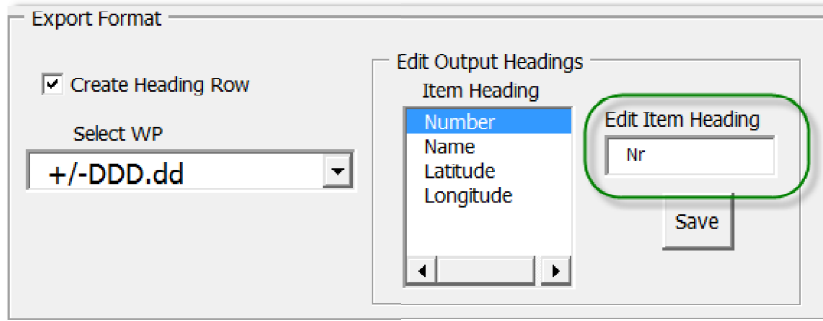 Export Format
Create Heading Row
Select WP
+/-DDD.dd
Edit Output Headings
Item Heading
Number
Name
Latitude
Longitude
Edit Item Heading
Nr
Save